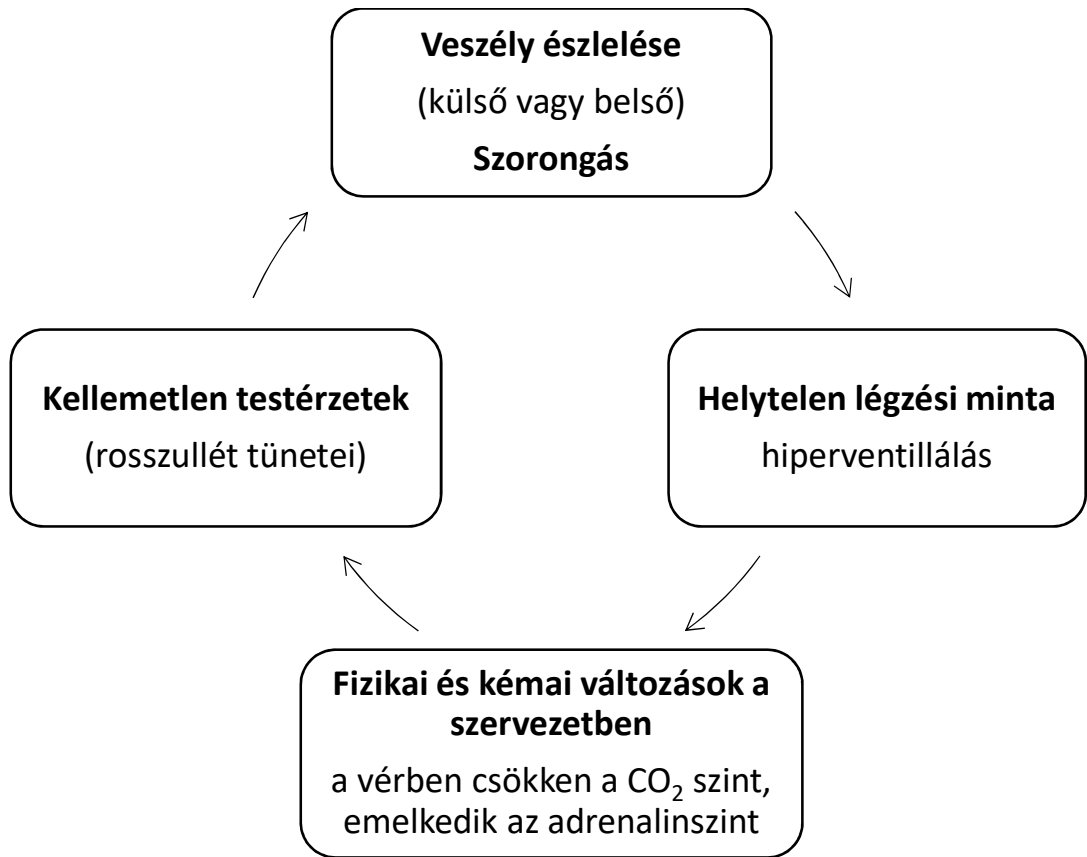 Veszély észlelése
(külső vagy belső)
Szorongás
Helytelen légzési minta
hiperventillálás
Fizikai és kémai változások a
szervezetben
a vérben csökken a CO₂ szint,
emelkedik az adrenalinszint
Kellemetlen testérzetek
(rosszullét tünetei)